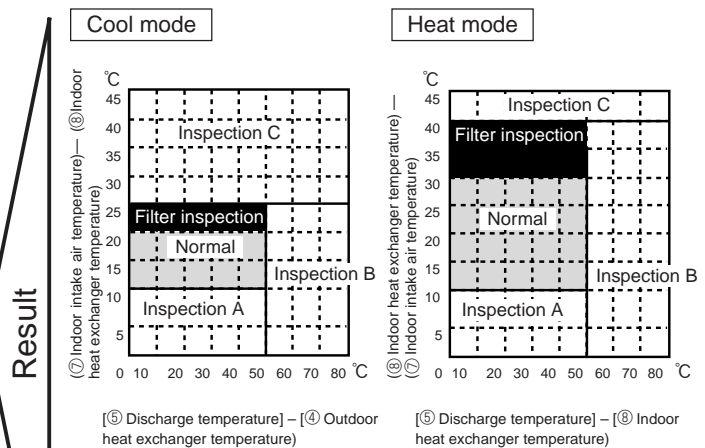 Result
Cool mode
(⑦ Indoor intake air temperature) — (⑧Indoor
heat exchanger temperature)
℃
45
40
35
30
25
20
15
10
5
0 10 20 30 40 50 60 70 80 ℃
Inspection C
Filter inspection
Normal
Inspection B
Inspection A
[⑤ Discharge temperature] – [④ Outdoor
heat exchanger temperature)
Heat mode
(⑧ Indoor heat exchanger temperature) —
(⑦ Indoor intake air temperature)
℃
45
40
35
30
25
20
15
10
5
0 10 20 30 40 50 60 70 80 ℃
Inspection C
Filter inspection
Normal
Inspection B
Inspection A
[⑤ Discharge temperature] – [⑧ Indoor
heat exchanger temperature)